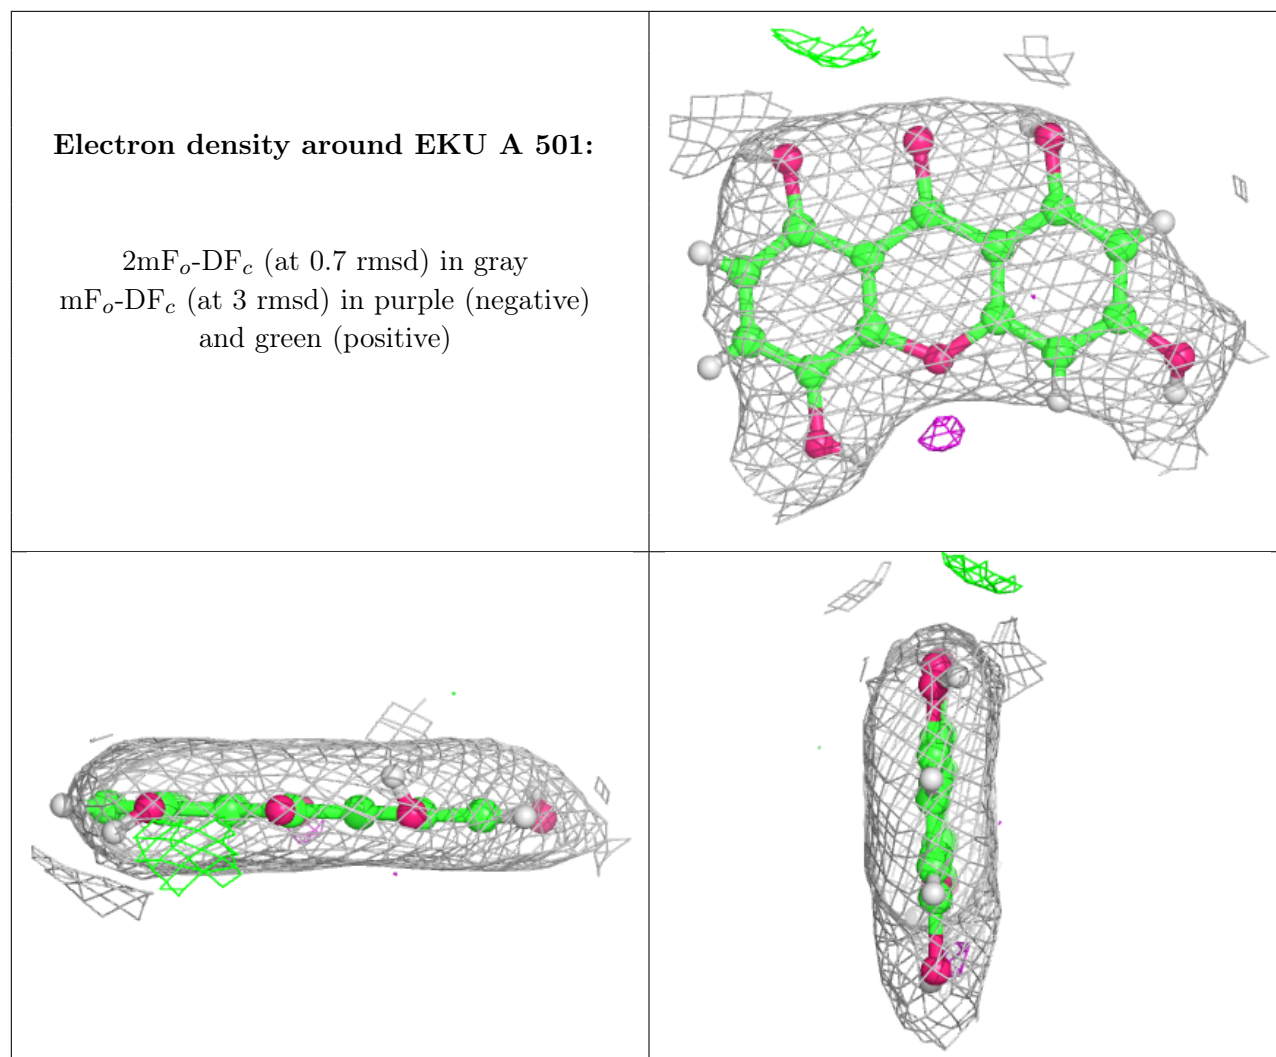 Electron density around EKU A 501:
2mFₒ-DF𝒸 (at 0.7 rmsd) in gray
mFₒ-DF𝒸 (at 3 rmsd) in purple (negative)
and green (positive)